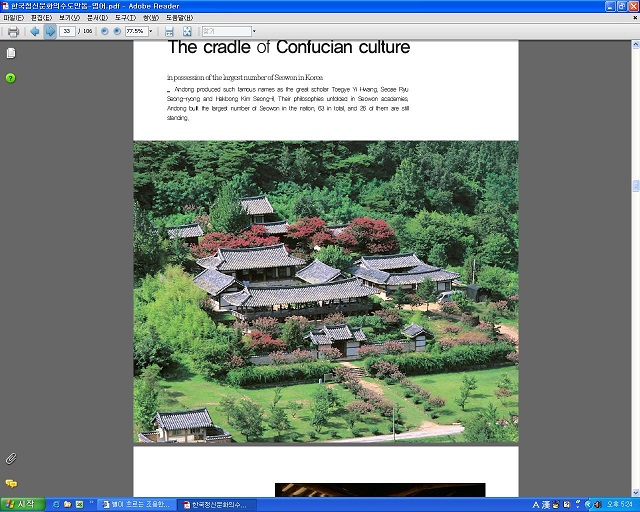 한국정신문화의수도안동-영어.pdf - Adobe Reader
파일(F) 편집(E) 보기(V) 문서(D) 도구(T) 창(W) 도움말(H)
33 / 106 77.5% 찾기
The cradle of Confucian culture
in possession of the largest number of Seowon in Korea
_ Andong produced such famous names as the great scholar Toegye Yi Hwang, Seoae Ryu
Seong-ryong and Hakbong Kim Seong-il. Their philosophies unfolded in Seowon academies.
Andong built the largest number of Seowon in the nation, 63 in total, and 26 of them are still
standing.
시작 별이 흐르는 조용한... 한국정신문화의수... A 漢 오후 5:24